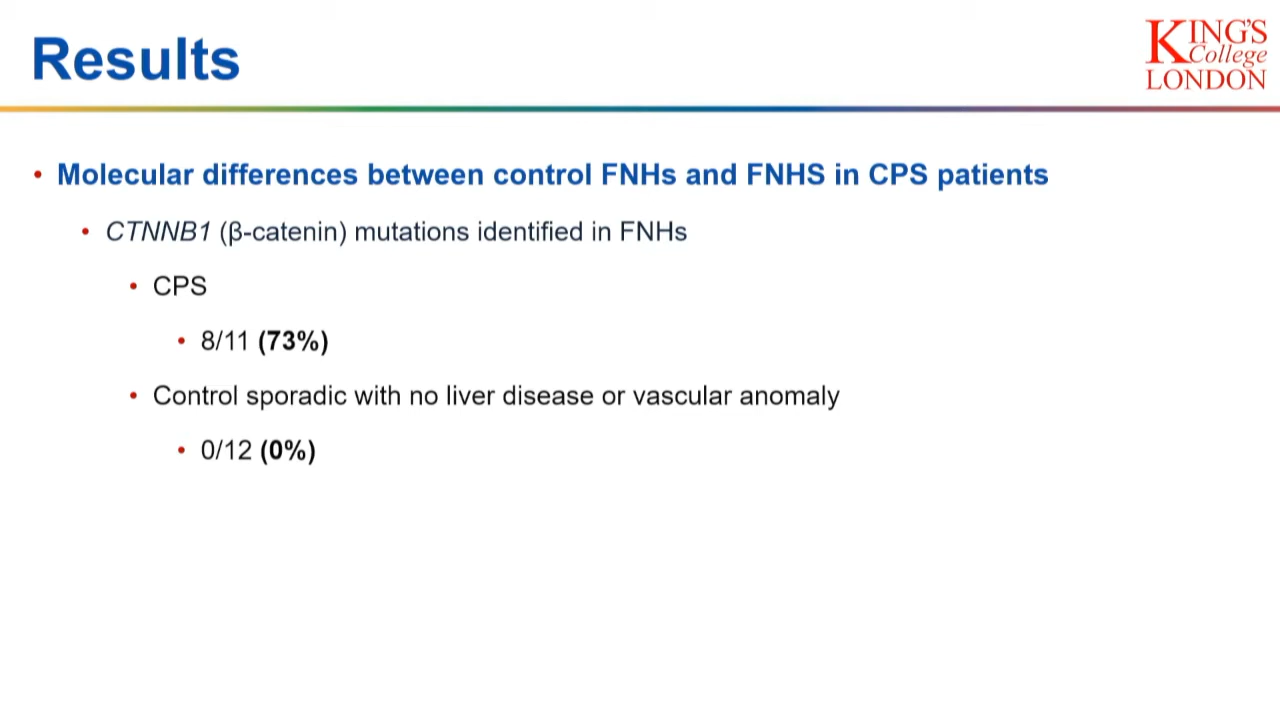 Results
KING'S
College
LONDON
• Molecular differences between control FNHs and FNHS in CPS patients
• CTNNB1 (β-catenin) mutations identified in FNHs
• CPS
• 8/11 (73%)
• Control sporadic with no liver disease or vascular anomaly
• 0/12 (0%)